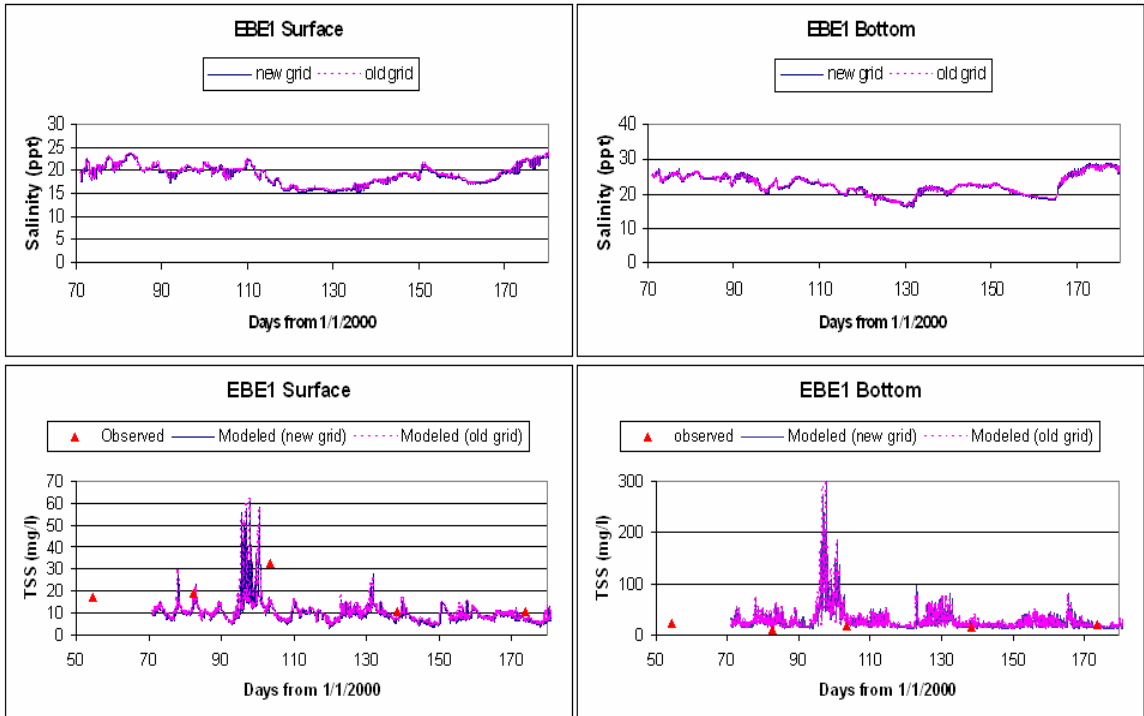 EBE1 Surface
new grid old grid
Salinity (ppt)
30
25
20
15
10
5
0
70 90 110 130 150 170
Days from 1/1/2000
EBE1 Bottom
new grid old grid
Salinity (ppt)
40
30
20
10
0
70 90 110 130 150 170
Days from 1/1/2000
EBE1 Surface
Observed Modeled (new grid) Modeled (old grid)
TSS (mg/l)
70
60
50
40
30
20
10
0
50 70 90 110 130 150 170
Days from 1/1/2000
EBE1 Bottom
observed Modeled (new grid) Modeled (old grid)
TSS (mg/l)
300
200
100
0
50 70 90 110 130 150 170
Days from 1/1/2000